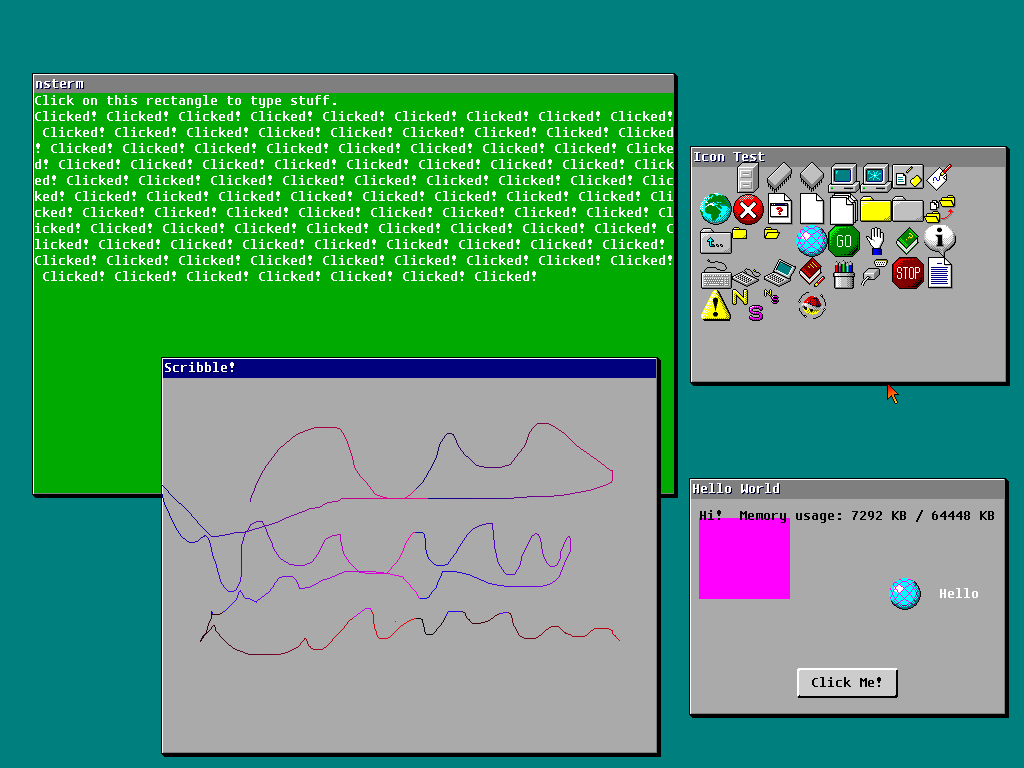 nsterm
Click on this rectangle to type stuff.
Clicked! Clicked! Clicked! Clicked! Clicked! Clicked! Clicked! Clicked! Clicked!
 Clicked! Clicked! Clicked! Clicked! Clicked! Clicked! Clicked! Clicked! Clicked
! Clicked! Clicked! Clicked! Clicked! Clicked! Clicked! Clicked! Clicked! Clicke
d! Clicked! Clicked! Clicked! Clicked! Clicked! Clicked! Clicked! Clicked! Click
ed! Clicked! Clicked! Clicked! Clicked! Clicked! Clicked! Clicked! Clicked! Clic
ked! Clicked! Clicked! Clicked! Clicked! Clicked! Clicked! Clicked! Clicked! Cli
cked! Clicked! Clicked! Clicked! Clicked! Clicked! Clicked! Clicked! Clicked! Cl
icked! Clicked! Clicked! Clicked! Clicked! Clicked! Clicked! Clicked! Clicked! C
licked! Clicked! Clicked! Clicked! Clicked! Clicked! Clicked! Clicked! Clicked!
Clicked! Clicked! Clicked! Clicked! Clicked! Clicked! Clicked! Clicked! Clicked!
 Clicked! Clicked! Clicked! Clicked! Clicked! Clicked! Clicked!
Icon Test
?
GO
i
STOP
!
N
S
N
S
Scribble!
Hello World
Hi!  Memory usage: 7292 KB / 64448 KB
Hello
Click Me!